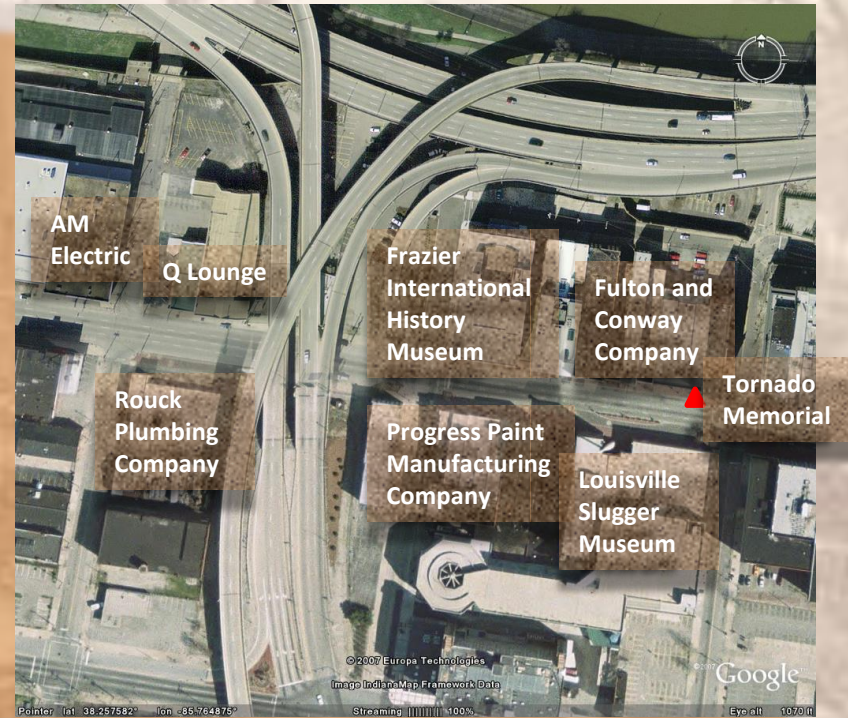 N
AM
Electric
Q Lounge
Frazier
International
History
Museum
Fulton and
Conway
Company
Tornado
Memorial
Rouck
Plumbing
Company
Progress Paint
Manufacturing
Company
Louisville
Slugger
Museum
© 2007 Europa Technologies
Image IndianaMap Framework Data
© 2007 Google
Pointer lat 38.257582° lon -85.764875° Streaming |||||||||| 100% Eye alt 1070 ft